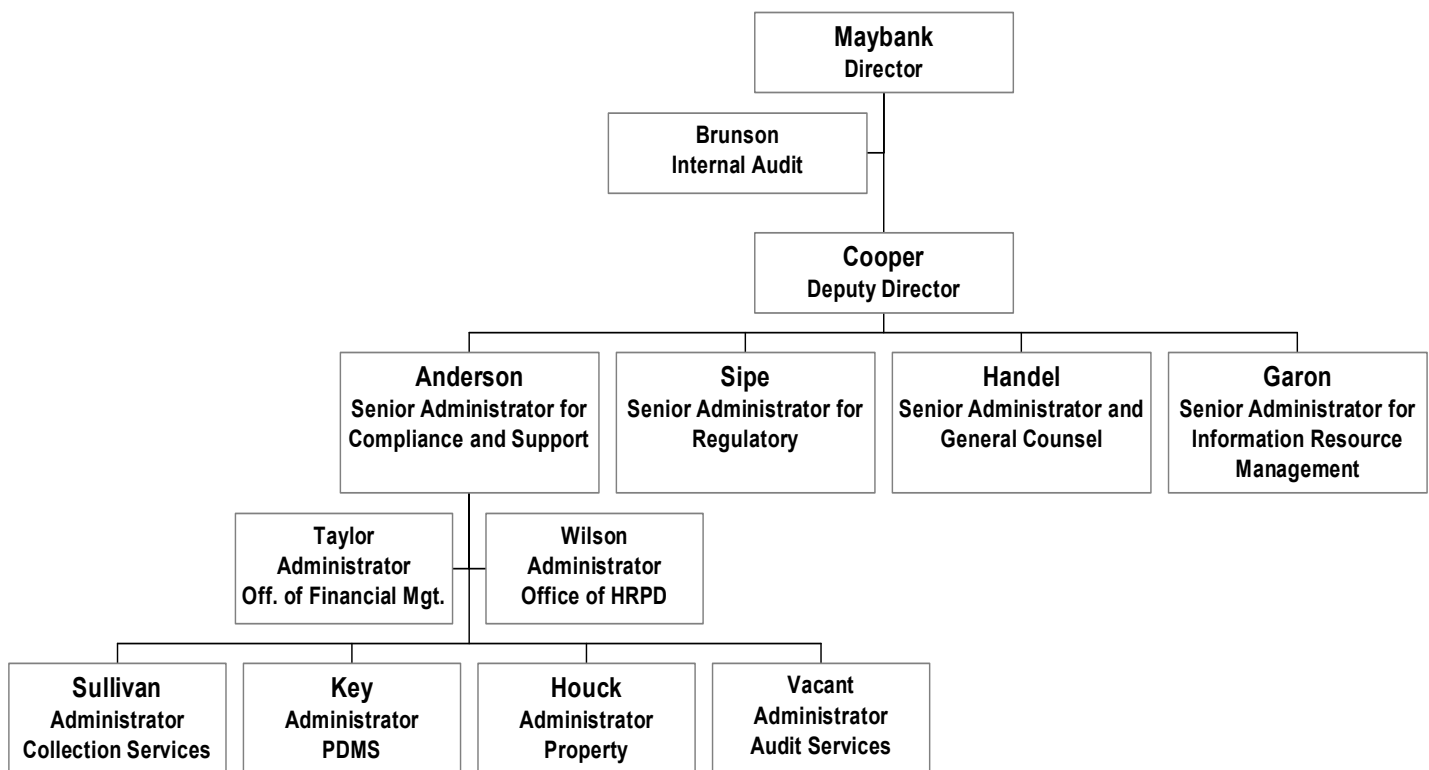 Maybank
Director
Brunson
Internal Audit
Cooper
Deputy Director
Anderson
Senior Administrator for
Compliance and Support
Sipe
Senior Administrator for
Regulatory
Handel
Senior Administrator and
General Counsel
Garon
Senior Administrator for
Information Resource
Management
Taylor
Administrator
Off. of Financial Mgt.
Wilson
Administrator
Office of HRPD
Sullivan
Administrator
Collection Services
Key
Administrator
PDMS
Houck
Administrator
Property
Vacant
Administrator
Audit Services